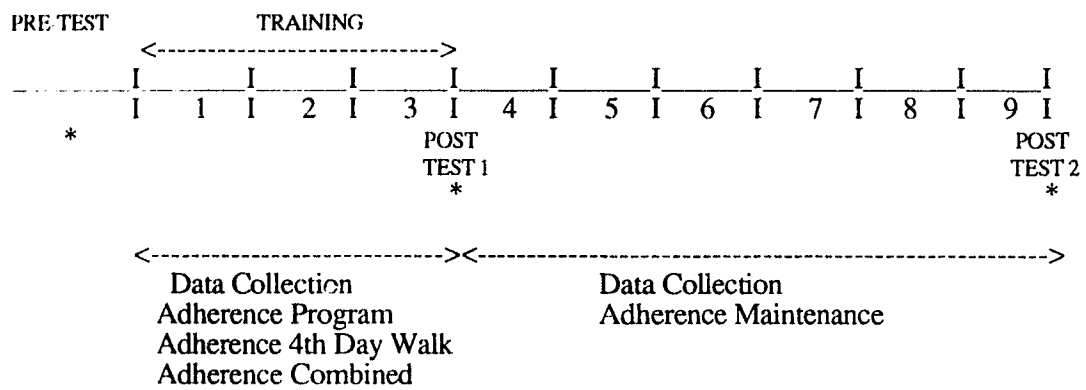 PRE-TEST TRAINING
<----------------------------->
I I I I I I I I I I
I 1 I 2 I 3 I 4 I 5 I 6 I 7 I 8 I 9 I
* POST POST
TEST 1 TEST 2
* *
<-----------------------------><------------------------------------------------------->
Data Collection Data Collection
Adherence Program Adherence Maintenance
Adherence 4th Day Walk
Adherence Combined